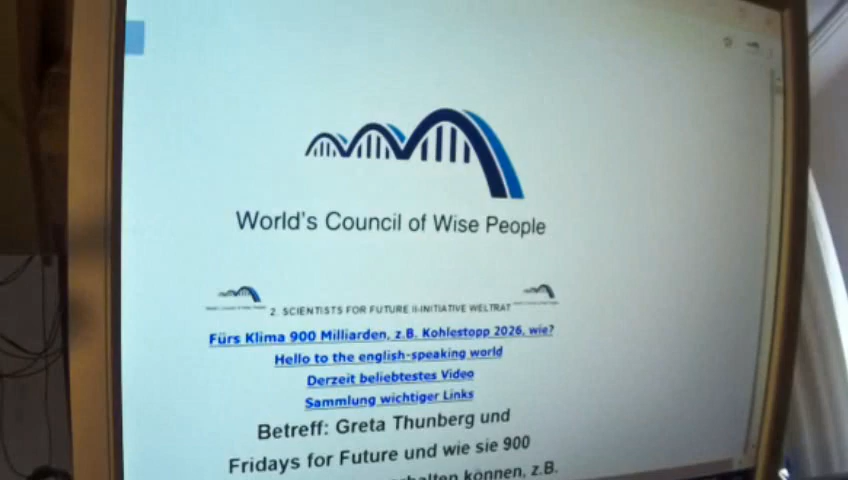 World's Council of Wise People
2. SCIENTISTS FOR FUTURE II-INITIATIVE WELTRAT
Fürs Klima 900 Milliarden, z.B. Kohlestopp 2026, wie?
Hello to the english-speaking world
Derzeit beliebtestes Video
Sammlung wichtiger Links
Betreff: Greta Thunberg und
Fridays for Future und wie sie 900
erhalten können, z.B.